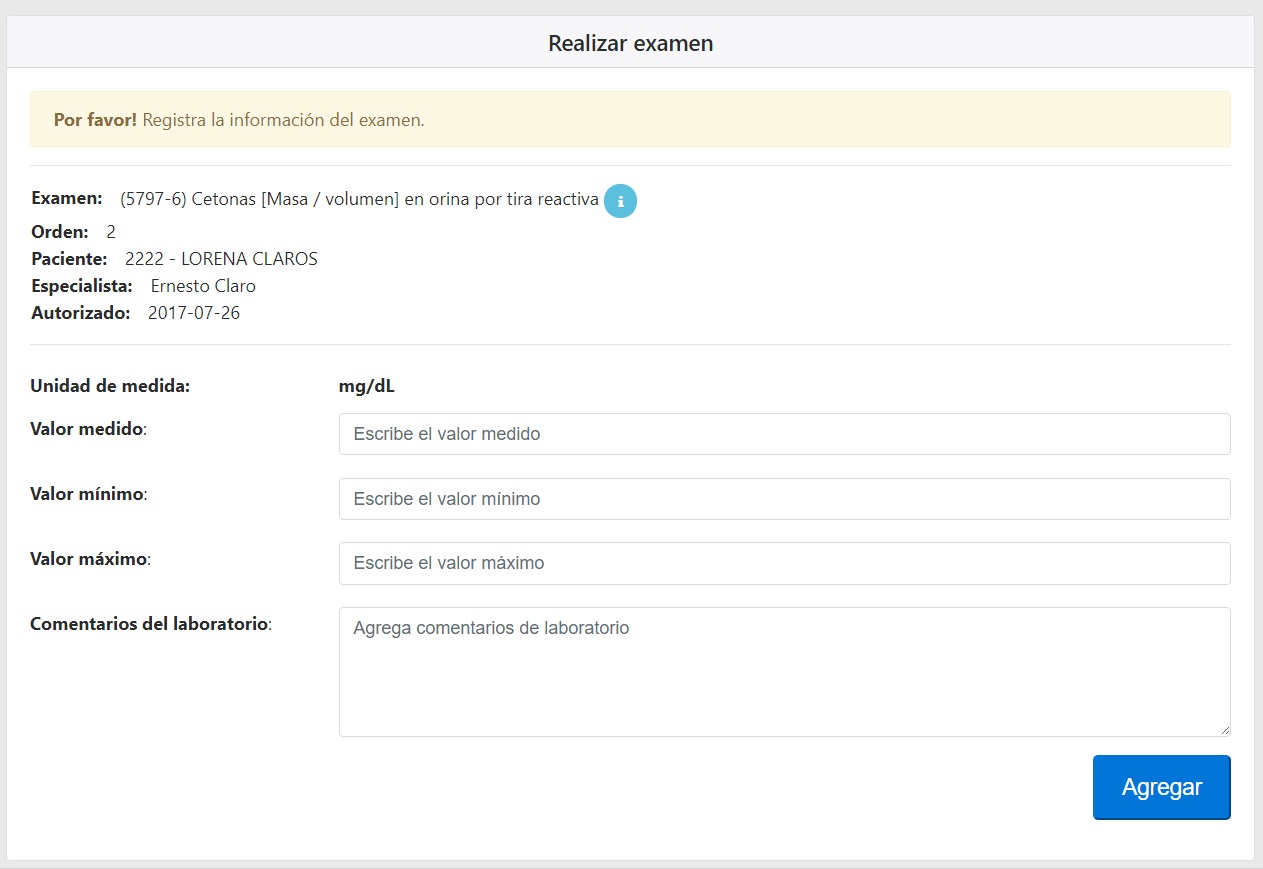 Realizar examen
Por favor! Registra la información del examen.
Examen: (5797-6) Cetonas [Masa / volumen] en orina por tira reactiva i
Orden: 2
Paciente: 2222 - LORENA CLAROS
Especialista: Ernesto Claro
Autorizado: 2017-07-26
Unidad de medida: mg/dL
Valor medido: Escribe el valor medido
Valor mínimo: Escribe el valor mínimo
Valor máximo: Escribe el valor máximo
Comentarios del laboratorio: Agrega comentarios de laboratorio
Agregar